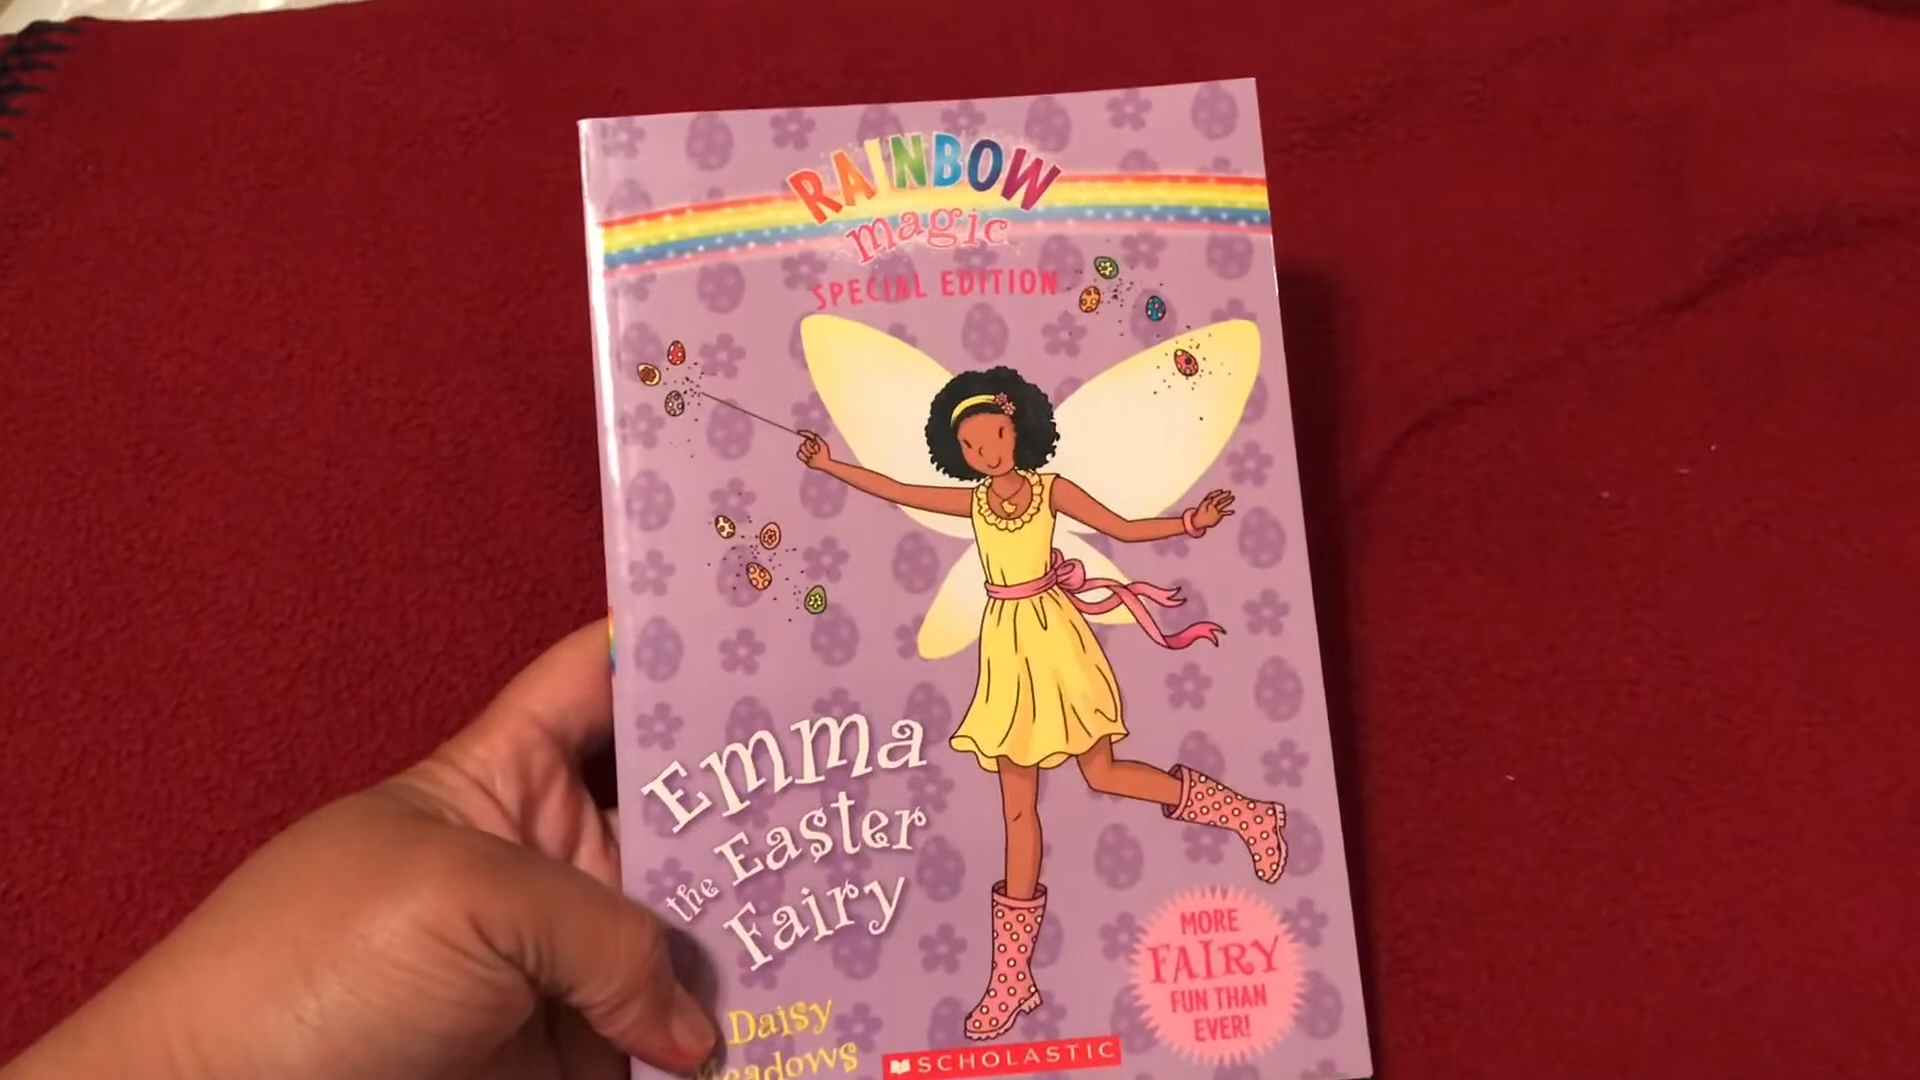 RAINBOW
magic
SPECIAL EDITION
Emma
the Easter
Fairy
Daisy
Meadows
MORE
FAIRY
FUN THAN
EVER!
SCHOLASTIC